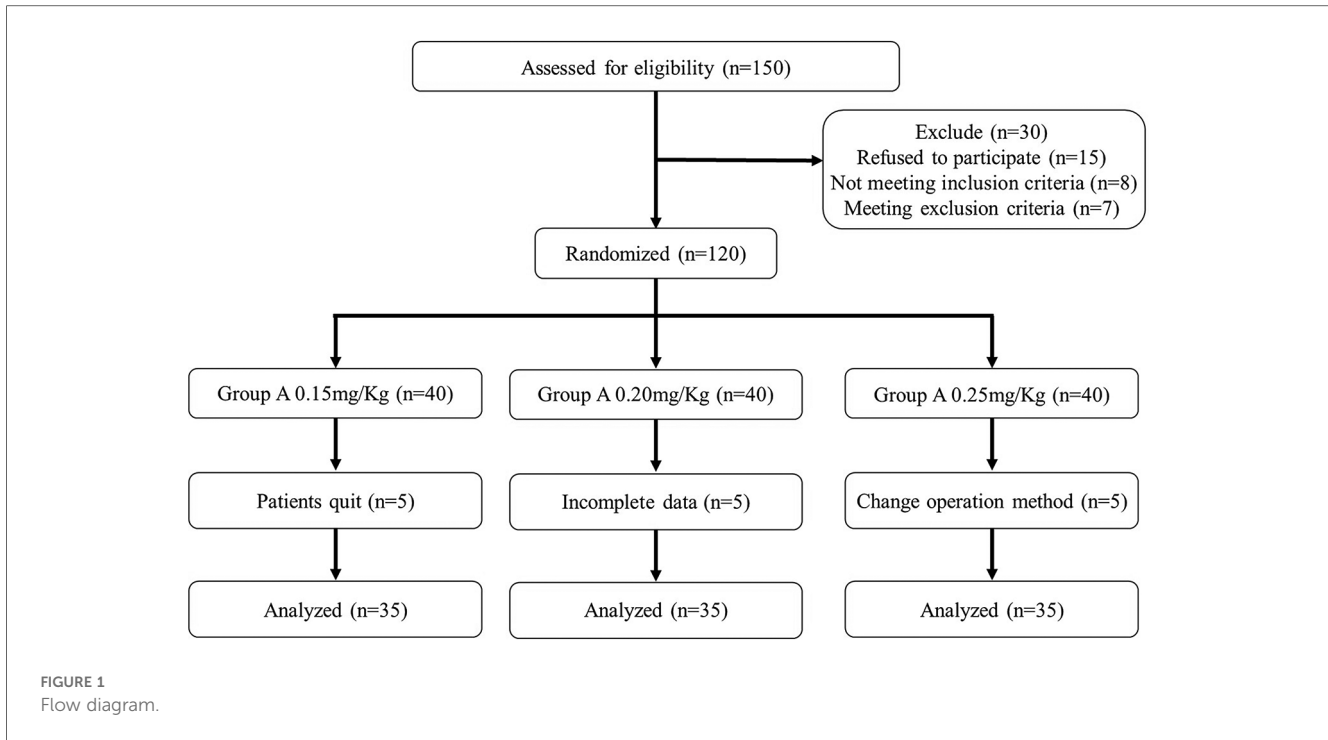 Assessed for eligibility (n=150)
Exclude (n=30)
Refused to participate (n=15)
Not meeting inclusion criteria (n=8)
Meeting exclusion criteria (n=7)
Randomized (n=120)
Group A 0.15mg/Kg (n=40)
Group A 0.20mg/Kg (n=40)
Group A 0.25mg/Kg (n=40)
Patients quit (n=5)
Incomplete data (n=5)
Change operation method (n=5)
Analyzed (n=35)
Analyzed (n=35)
Analyzed (n=35)
FIGURE 1
Flow diagram.